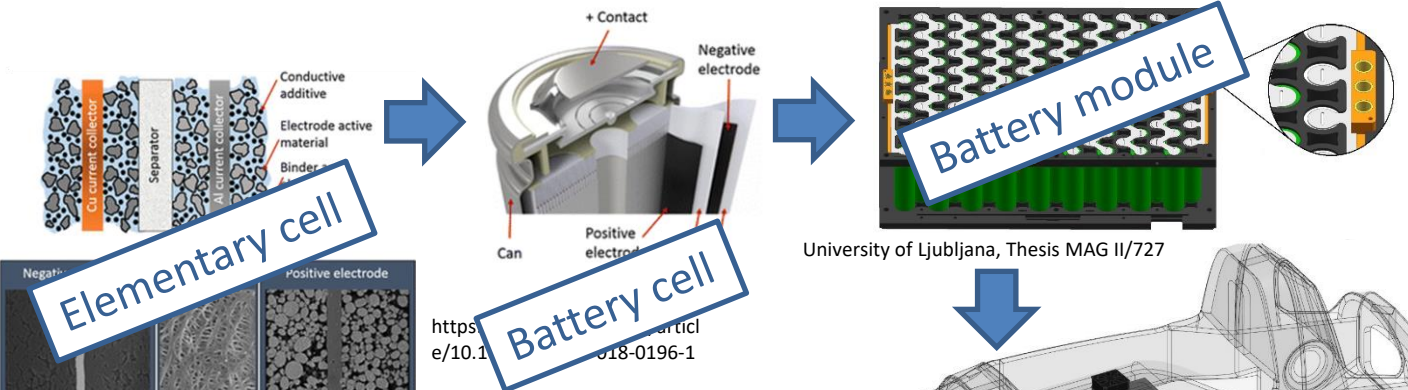 Conductive
additive
Electrode active
material
Binder
Cu current collector
Separator
Al current collector
Elementary cell
Positive electrode
+ Contact
Negative
electrode
Can
Positive
Battery cell
e/10.1
018-0196-1
Battery module
University of Ljubljana, Thesis MAG II/727